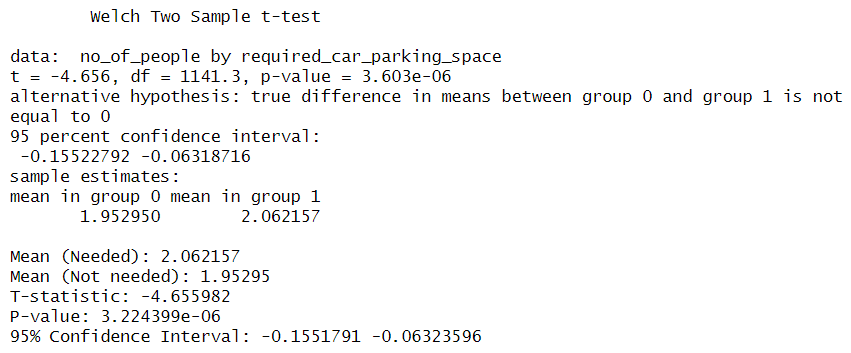 Welch Two Sample t-test
data:  no_of_people by required_car_parking_space
t = -4.656, df = 1141.3, p-value = 3.603e-06
alternative hypothesis: true difference in means between group 0 and group 1 is not
equal to 0
95 percent confidence interval:
 -0.15522792 -0.06318716
sample estimates:
mean in group 0 mean in group 1
       1.952950        2.062157
Mean (Needed): 2.062157
Mean (Not needed): 1.95295
T-statistic: -4.655982
P-value: 3.224399e-06
95% Confidence Interval: -0.1551791 -0.06323596